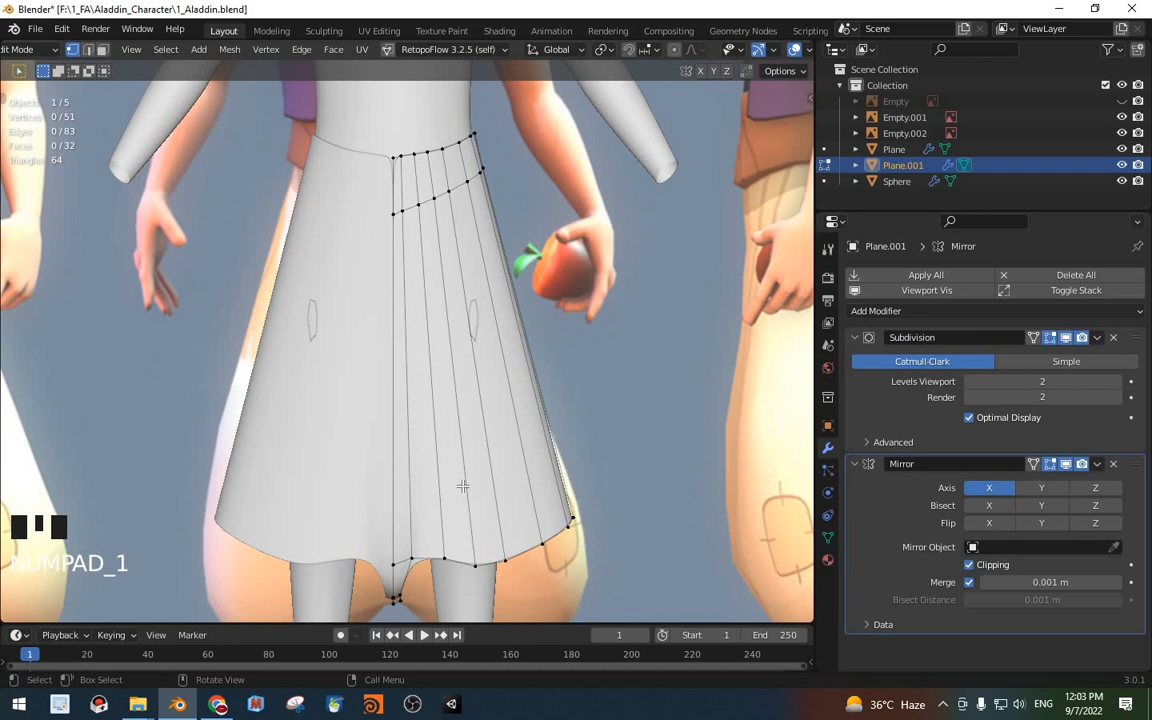 Blender* [F:\1_FA\Aladdin_Character\1_Aladdin.blend]
File Edit Render Window Help Layout Modeling Sculpting UV Editing Texture Paint Shading Animation Rendering Compositing Geometry Nodes Scripting Scene ViewLayer
dit Mode View Select Add Mesh Vertex Edge Face UV RetopoFlow 3.2.5 (self) Global
X Y Z Options
Objects 1/5
Vertices 0/51
Edges 0/83
Faces 0/32
Triangles 64
NUMPAD_1
Scene Collection
Collection
Empty
Empty.001
Empty.002
Plane
Plane.001
Sphere
Plane.001 > Mirror
Apply All Delete All
Viewport Vis Toggle Stack
Add Modifier
Subdivision
Catmull-Clark Simple
Levels Viewport 2
Render 2
Optimal Display
Advanced
Mirror
Axis X Y Z
Bisect X Y Z
Flip X Y Z
Mirror Object
Clipping
Merge 0.001 m
Bisect Distance 0.001 m
Data
Playback Keying View Marker 1 Start 1 End 250
1 20 40 60 80 100 120 140 160 180 200 220 240
Select Box Select Rotate View Call Menu 3.0.1
36°C Haze ENG 12:03 PM 9/7/2022